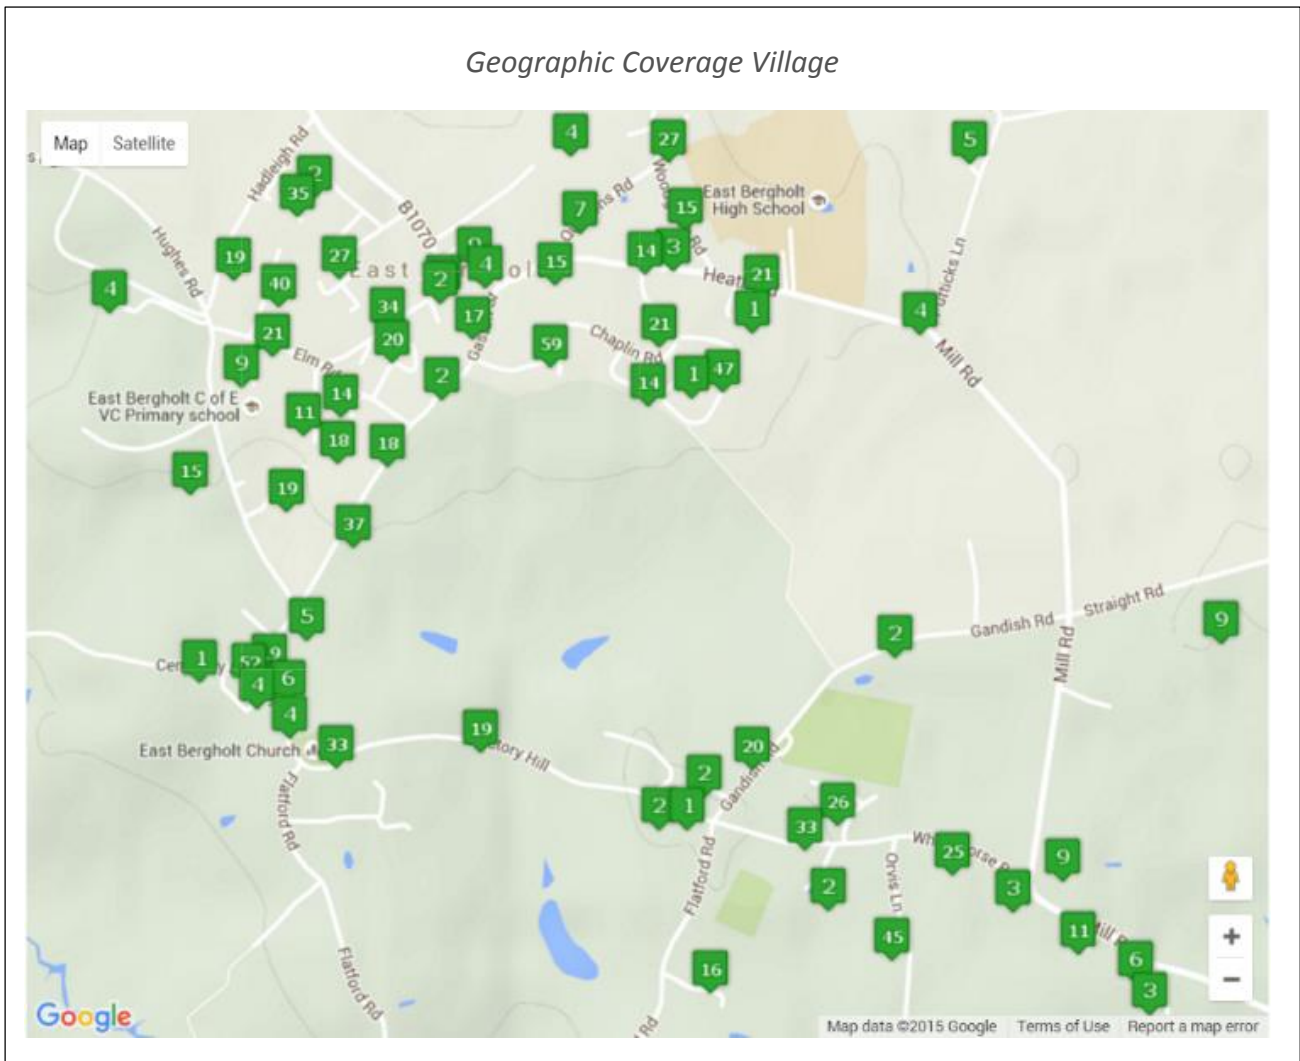 Geographic Coverage Village
Map Satellite
4
27
5
Hadleigh Rd
2
35
East Bergholt
High School
7
15
B1070
Hughes Rd
19
27
40
4
2
4
15
14
3
Rd
21
1
4
Mill Rd
4
34
17
20
21
59
Chaplin Rd
21
9
Elm Rd
2
14
1
47
East Bergholt C of E
VC Primary school
14
11
18
18
15
19
37
5
2
Gandish Rd
Straight Rd
9
Mill Rd
1
52
9
4
6
4
East Bergholt Church
33
19
Hill
20
2
2
1
26
33
25
9
3
2
Flatford Rd
Flatford Rd
Orvis Ln
45
11
6
3
16
Flatford Rd
Rd
+
−
Google
Map data ©2015 Google Terms of Use Report a map error